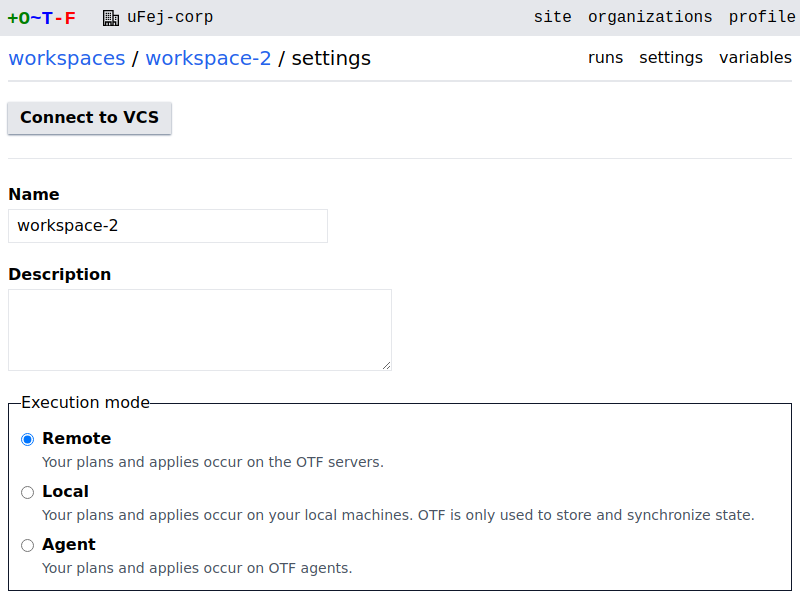 +O~T-F uFej-corp site organizations profile
workspaces / workspace-2 / settings runs settings variables
Connect to VCS
Name
workspace-2
Description
Execution mode
Remote
Your plans and applies occur on the OTF servers.
Local
Your plans and applies occur on your local machines. OTF is only used to store and synchronize state.
Agent
Your plans and applies occur on OTF agents.